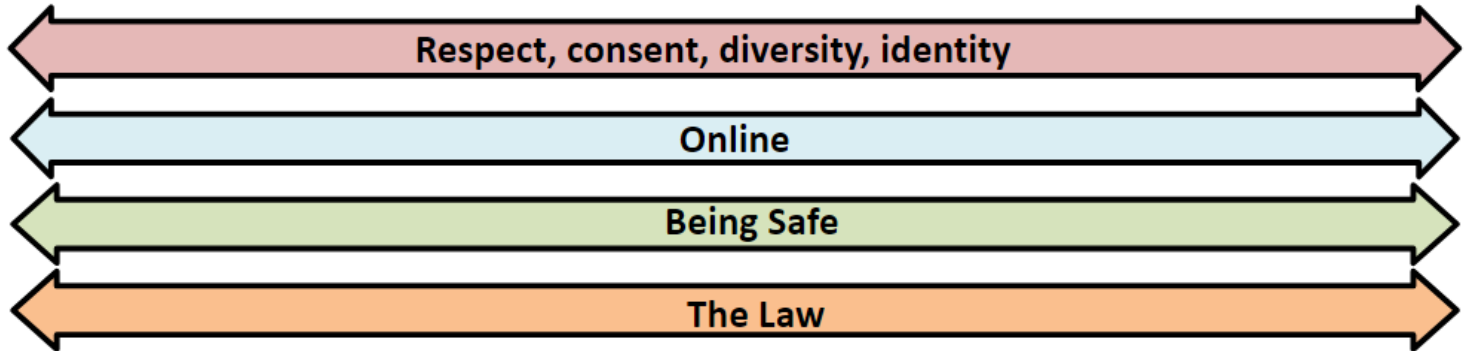 Respect, consent, diversity, identity
Online
Being Safe
The Law